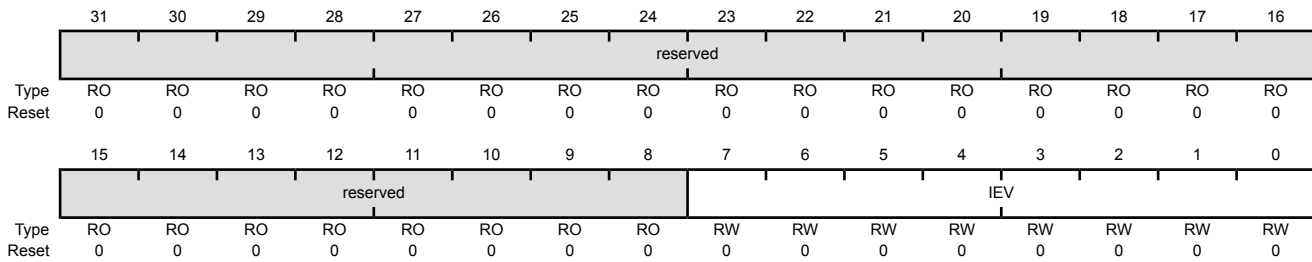 31 30 29 28 27 26 25 24 23 22 21 20 19 18 17 16
reserved
Type RO RO RO RO RO RO RO RO RO RO RO RO RO RO RO RO
Reset 0 0 0 0 0 0 0 0 0 0 0 0 0 0 0 0
15 14 13 12 11 10 9 8 7 6 5 4 3 2 1 0
reserved IEV
Type RO RO RO RO RO RO RO RO RW RW RW RW RW RW RW RW
Reset 0 0 0 0 0 0 0 0 0 0 0 0 0 0 0 0